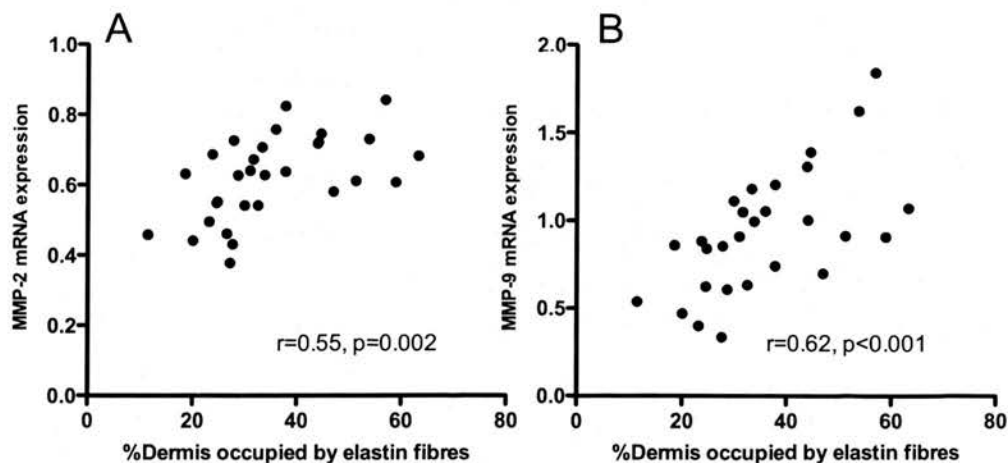 A
MMP-2 mRNA expression
1.0
0.8
0.6
0.4
0.2
0.0
r=0.55, p=0.002
0 20 40 60 80
%Dermis occupied by elastin fibres
B
MMP-9 mRNA expression
2.0
1.5
1.0
0.5
0.0
r=0.62, p<0.001
0 20 40 60 80
%Dermis occupied by elastin fibres